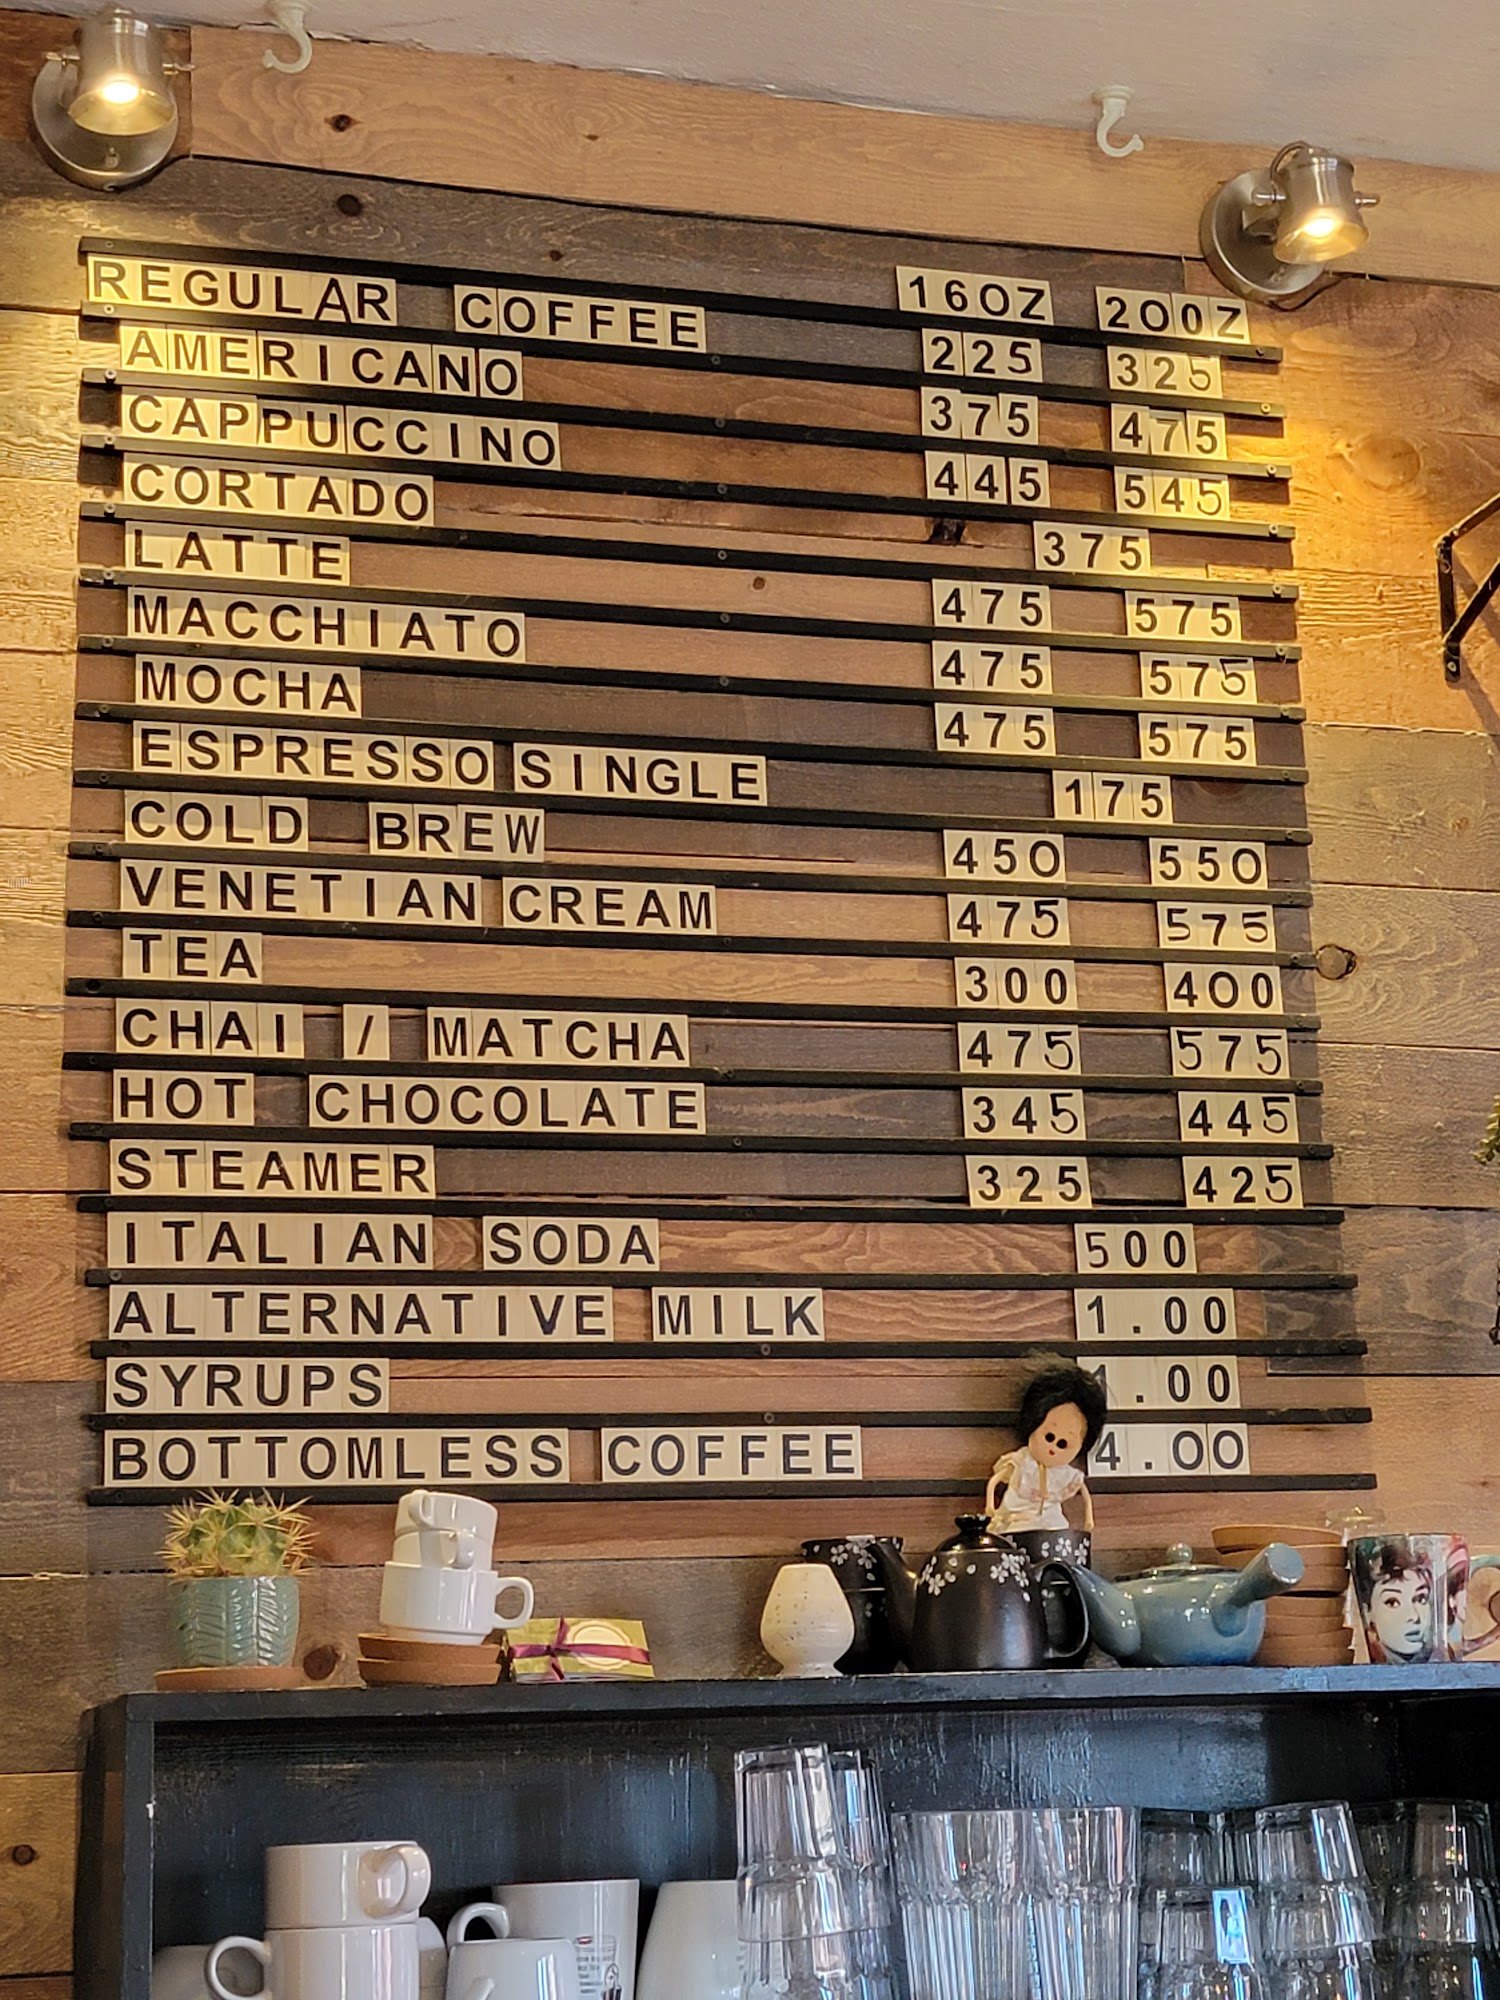 16OZ 20OZ
REGULAR COFFEE 225 325
AMERICANO 375 475
CAPPUCCINO 445 545
CORTADO 375
LATTE 475 575
MACCHIATO 475 575
MOCHA 475 575
ESPRESSO SINGLE 175
COLD BREW 450 550
VENETIAN CREAM 475 575
TEA 300 400
CHAI / MATCHA 475 575
HOT CHOCOLATE 345 445
STEAMER 325 425
ITALIAN SODA 500
ALTERNATIVE MILK 1.00
SYRUPS 1.00
BOTTOMLESS COFFEE 4.00